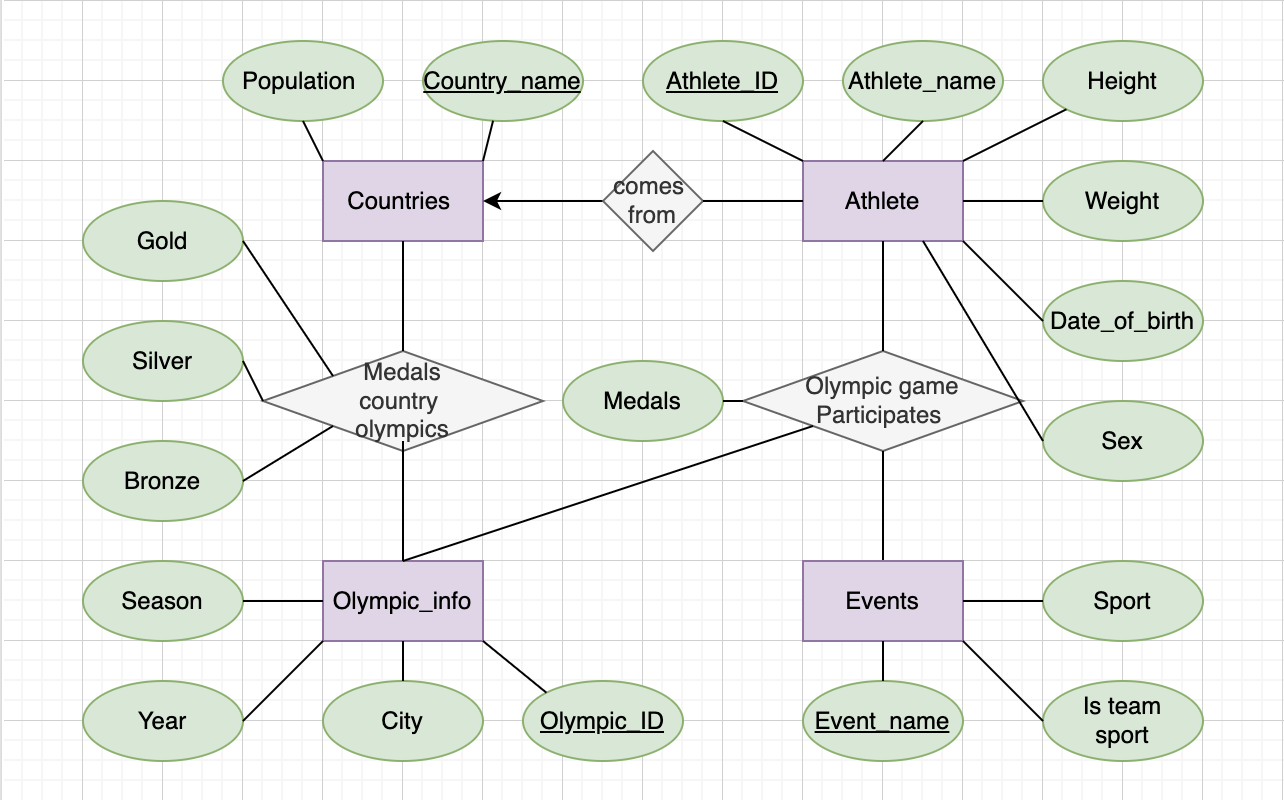 Population
Country_name
Athlete_ID
Athlete_name
Height
Countries
comes
from
Athlete
Weight
Gold
Date_of_birth
Silver
Medals
country
olympics
Medals
Olympic game
Participates
Sex
Bronze
Season
Olympic_info
Events
Sport
Year
City
Olympic_ID
Event_name
Is team
sport